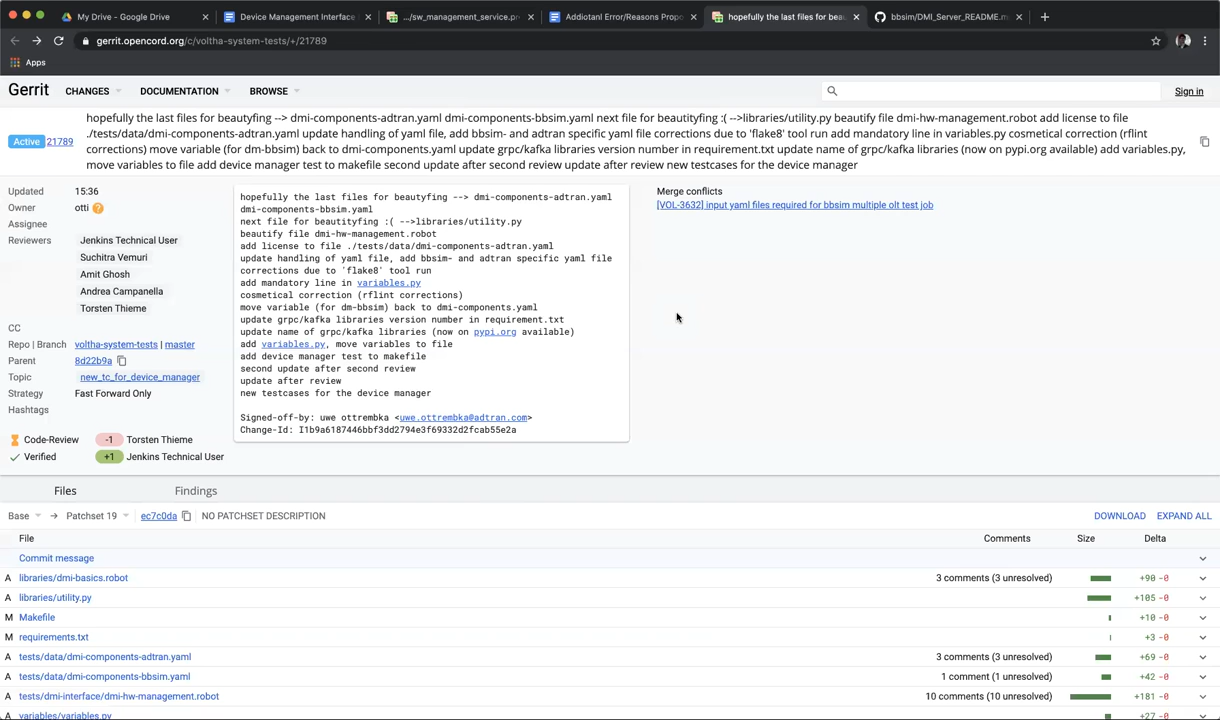 My Drive - Google Drive
Device Management Interface
.../sw_management_service.pr
Addiotanl Error/Reasons Propo
hopefully the last files for beau
bbsim/DMI_Server_README.m
gerrit.opencord.org/c/voltha-system-tests/+/21789
Apps
Gerrit CHANGES DOCUMENTATION BROWSE Sign in
Active 21789
hopefully the last files for beautyfing --> dmi-components-adtran.yaml dmi-components-bbsim.yaml next file for beautitying :( -->libraries/utility.py beautify file dmi-hw-management.robot add license to file
./tests/data/dmi-components-adtran.yaml update handling of yaml file, add bbsim- and adtran specific yaml file corrections due to 'flake8' tool run add mandatory line in variables.py cosmetical correction (rflint
corrections) move variable (for dm-bbsim) back to dmi-components.yaml update grpc/kafka libraries version number in requirement.txt update name of grpc/kafka libraries (now on pypi.org available) add variables.py,
move variables to file add device manager test to makefile second update after second review update after review new testcases for the device manager
Updated 15:36
Owner otti ?
Assignee
Reviewers Jenkins Technical User
Suchitra Vemuri
Amit Ghosh
Andrea Campanella
Torsten Thieme
CC
Repo | Branch voltha-system-tests | master
Parent 8d22b9a
Topic new_tc_for_device_manager
Strategy Fast Forward Only
Hashtags
Code-Review -1 Torsten Thieme
Verified +1 Jenkins Technical User
hopefully the last files for beautyfing --> dmi-components-adtran.yaml
dmi-components-bbsim.yaml
next file for beautityfing :( -->libraries/utility.py
beautify file dmi-hw-management.robot
add license to file ./tests/data/dmi-components-adtran.yaml
update handling of yaml file, add bbsim- and adtran specific yaml file
corrections due to 'flake8' tool run
add mandatory line in variables.py
cosmetical correction (rflint corrections)
move variable (for dm-bbsim) back to dmi-components.yaml
update grpc/kafka libraries version number in requirement.txt
update name of grpc/kafka libraries (now on pypi.org available)
add variables.py, move variables to file
add device manager test to makefile
second update after second review
update after review
new testcases for the device manager
Signed-off-by: uwe ottrembka <uwe.ottrembka@adtran.com>
Change-Id: I1b9a6187446bbf3dd2794e3f69332d2fcab55e2a
Merge conflicts
[VOL-3632] input yaml files required for bbsim multiple olt test job
Files Findings
Base → Patchset 19 ec7c0da NO PATCHSET DESCRIPTION DOWNLOAD EXPAND ALL
File Comments Size Delta
Commit message
A libraries/dmi-basics.robot 3 comments (3 unresolved) +90 -0
A libraries/utility.py +105 -0
M Makefile +10 -0
M requirements.txt +3 -0
A tests/data/dmi-components-adtran.yaml 3 comments (3 unresolved) +69 -0
A tests/data/dmi-components-bbsim.yaml 1 comment (1 unresolved) +42 -0
A tests/dmi-interface/dmi-hw-management.robot 10 comments (10 unresolved) +181 -0
A variables/variables.py +27 -0